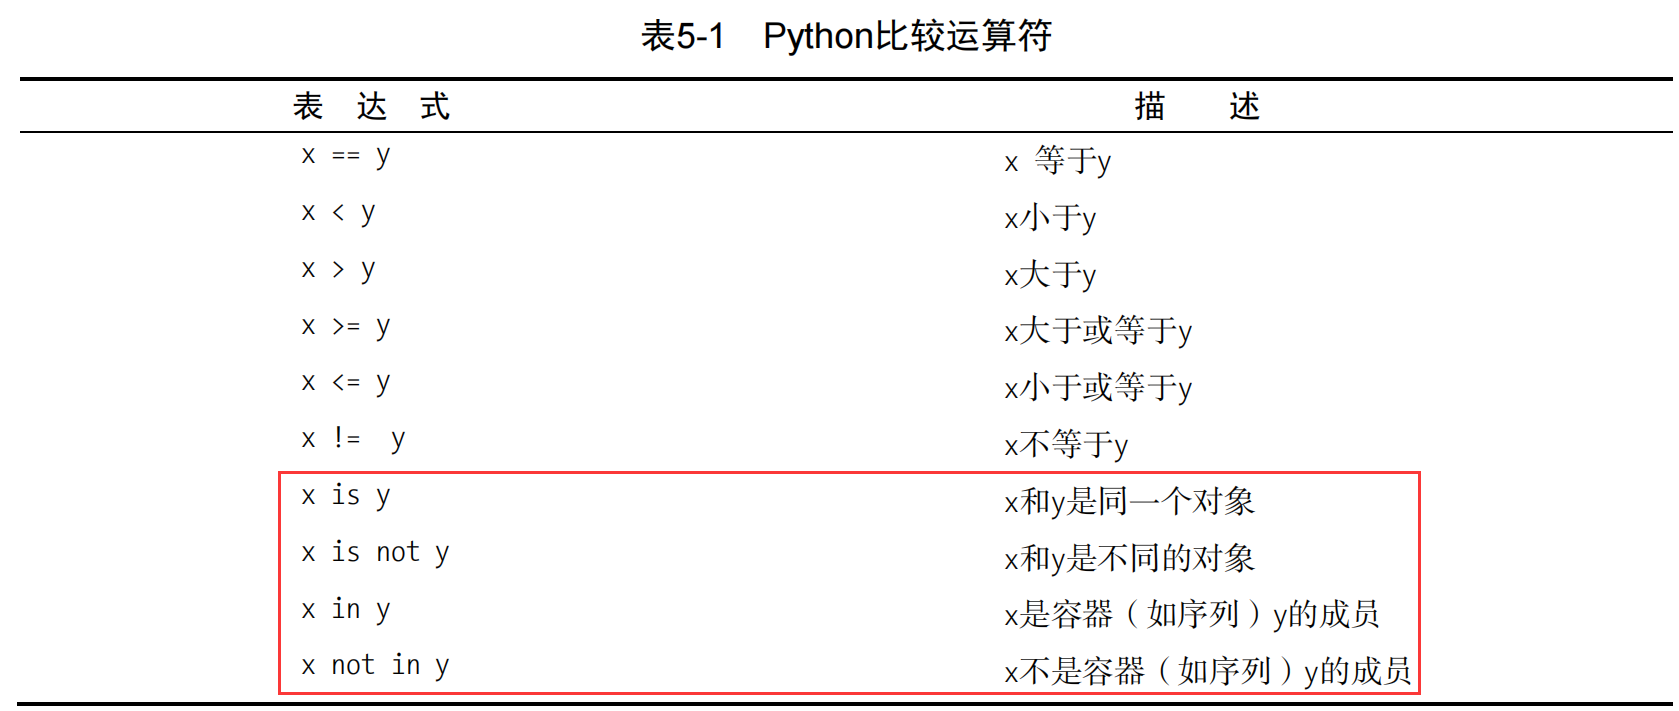 表5-1 Python比较运算符
表 达 式 描 述
x == y x 等于y
x < y x小于y
x > y x大于y
x >= y x大于或等于y
x <= y x小于或等于y
x != y x不等于y
x is y x和y是同一个对象
x is not y x和y是不同的对象
x in y x是容器（如序列）y的成员
x not in y x不是容器（如序列）y的成员